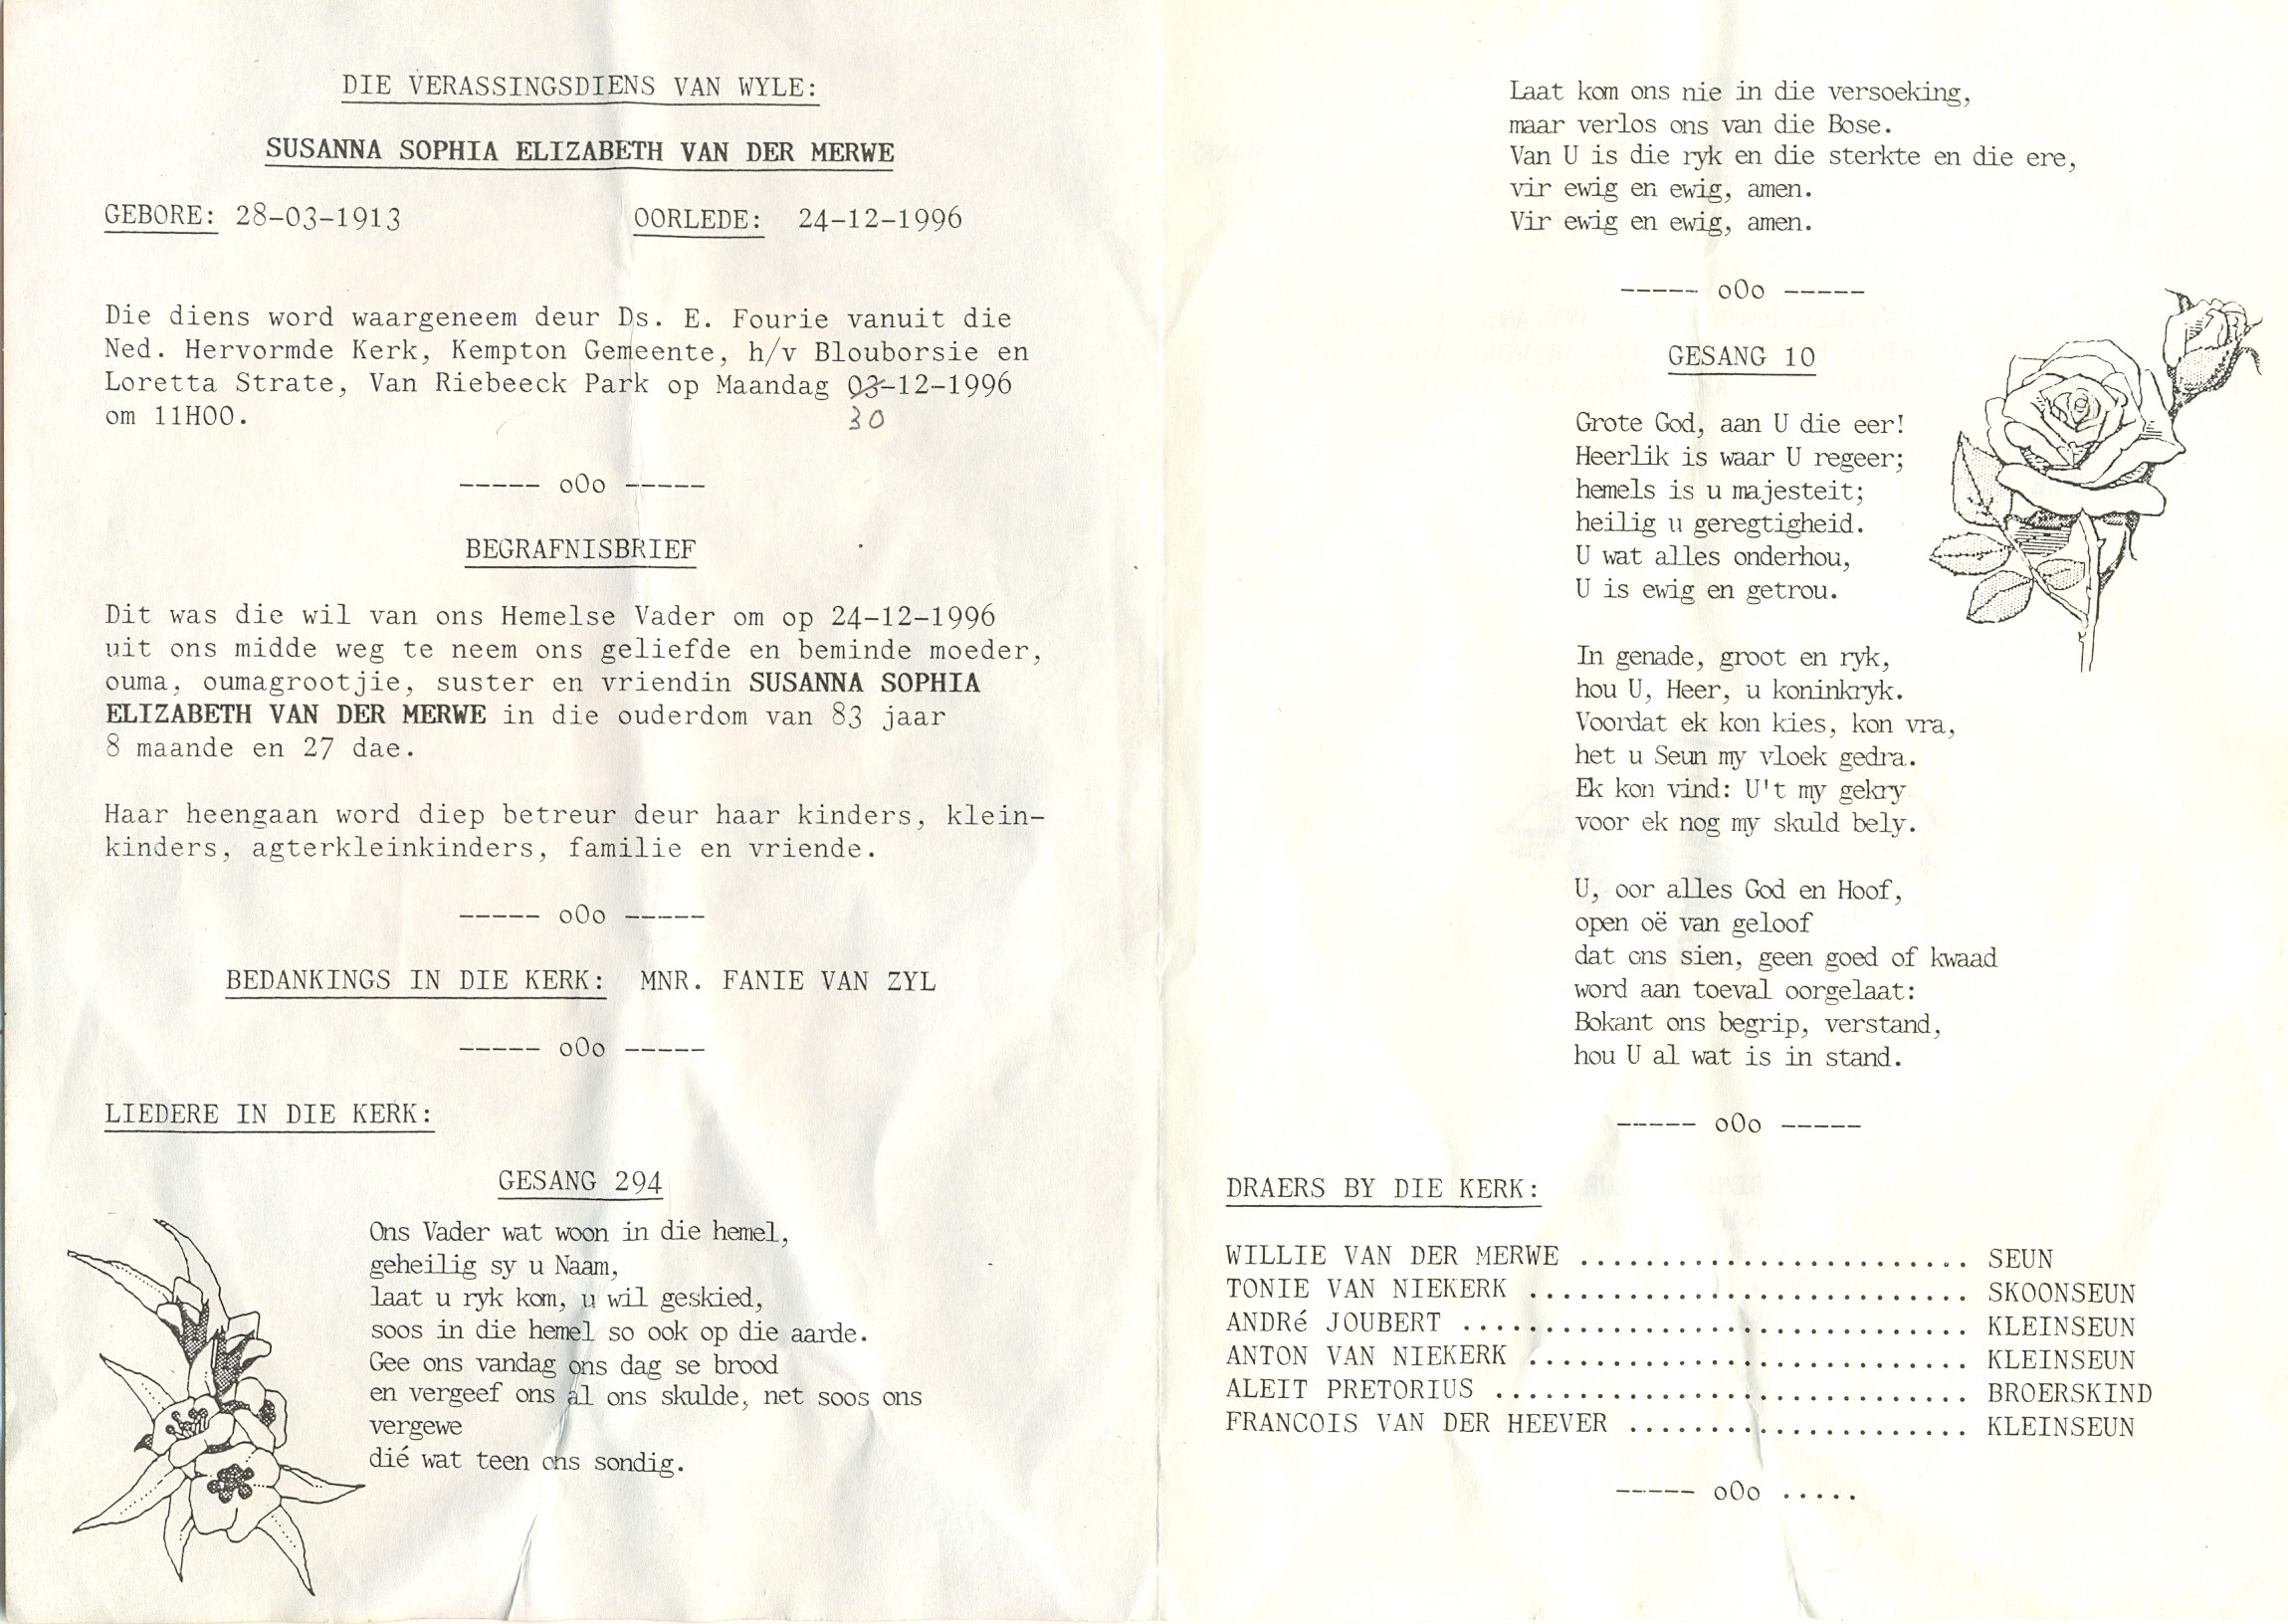 DIE VERASSINGSDIENS VAN WYLE:
SUSANNA SOPHIA ELIZABETH VAN DER MERWE
GEBORE: 28-03-1913 OORLEDE: 24-12-1996
Die diens word waargeneem deur Ds. E. Fourie vanuit die
Ned. Hervormde Kerk, Kempton Gemeente, h/v Blouborsie en
Loretta Strate, Van Riebeeck Park op Maandag 03-12-1996
om 11H00. 30
----- oOo -----
BEGRAFNISBRIEF
Dit was die wil van ons Hemelse Vader om op 24-12-1996
uit ons midde weg te neem ons geliefde en beminde moeder,
ouma, oumagrootjie, suster en vriendin SUSANNA SOPHIA
ELIZABETH VAN DER MERWE in die ouderdom van 83 jaar
8 maande en 27 dae.
Haar heengaan word diep betreur deur haar kinders, klein-
kinders, agterkleinkinders, familie en vriende.
----- oOo -----
BEDANKINGS IN DIE KERK: MNR. FANIE VAN ZYL
----- oOo -----
LIEDERE IN DIE KERK:
GESANG 294
Ons Vader wat woon in die hemel,
geheilig sy u Naam,
laat u ryk kom, u wil geskied,
soos in die hemel so ook op die aarde.
Gee ons vandag ons dag se brood
en vergeef ons al ons skulde, net soos ons
vergewe
dié wat teen ons sondig.
Laat kom ons nie in die versoeking,
maar verlos ons van die Bose.
Van U is die ryk en die sterkte en die ere,
vir ewig en ewig, amen.
Vir ewig en ewig, amen.
----- oOo -----
GESANG 10
Grote God, aan U die eer!
Heerlik is waar U regeer;
hemels is u majesteit;
heilig u geregtigheid.
U wat alles onderhou,
U is ewig en getrou.
In genade, groot en ryk,
hou U, Heer, u koninkryk.
Voordat ek kon kies, kon vra,
het u Seun my vloek gedra.
Ek kon vind: U't my gekry
voor ek nog my skuld bely.
U, oor alles God en Hoof,
open oë van geloof
dat ons sien, geen goed of kwaad
word aan toeval oorgelaat:
Bokant ons begrip, verstand,
hou U al wat is in stand.
----- oOo -----
DRAERS BY DIE KERK:
WILLIE VAN DER MERWE ........................ SEUN
TONIE VAN NIEKERK ........................... SKOONSEUN
ANDRé JOUBERT ............................... KLEINSEUN
ANTON VAN NIEKERK ........................... KLEINSEUN
ALEIT PRETORIUS ............................. BROERSKIND
FRANCOIS VAN DER HEEVER ..................... KLEINSEUN
----- oOo .....